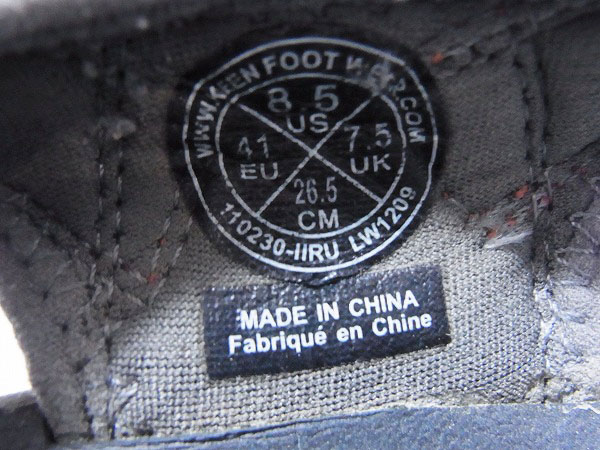 WWW.KEENFOOTWEAR.COM
8.5
US
41
EU
7.5
UK
26.5
CM
110230-IIRU LW1209
MADE IN CHINA
Fabriqué en Chine